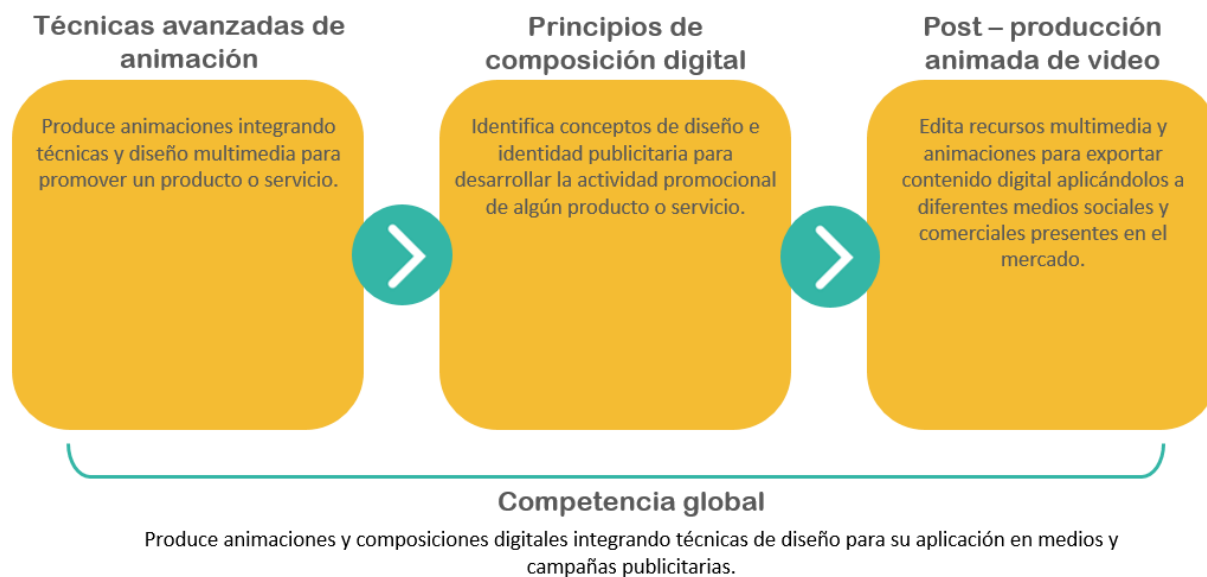 Técnicas avanzadas de
animación
Produce animaciones integrando
técnicas y diseño multimedia para
promover un producto o servicio.
Principios de
composición digital
Identifica conceptos de diseño e
identidad publicitaria para
desarrollar la actividad promocional
de algún producto o servicio.
Post – producción
animada de video
Edita recursos multimedia y
animaciones para exportar
contenido digital aplicándolos a
diferentes medios sociales y
comerciales presentes en el
mercado.
Competencia global
Produce animaciones y composiciones digitales integrando técnicas de diseño para su aplicación en medios y
campañas publicitarias.